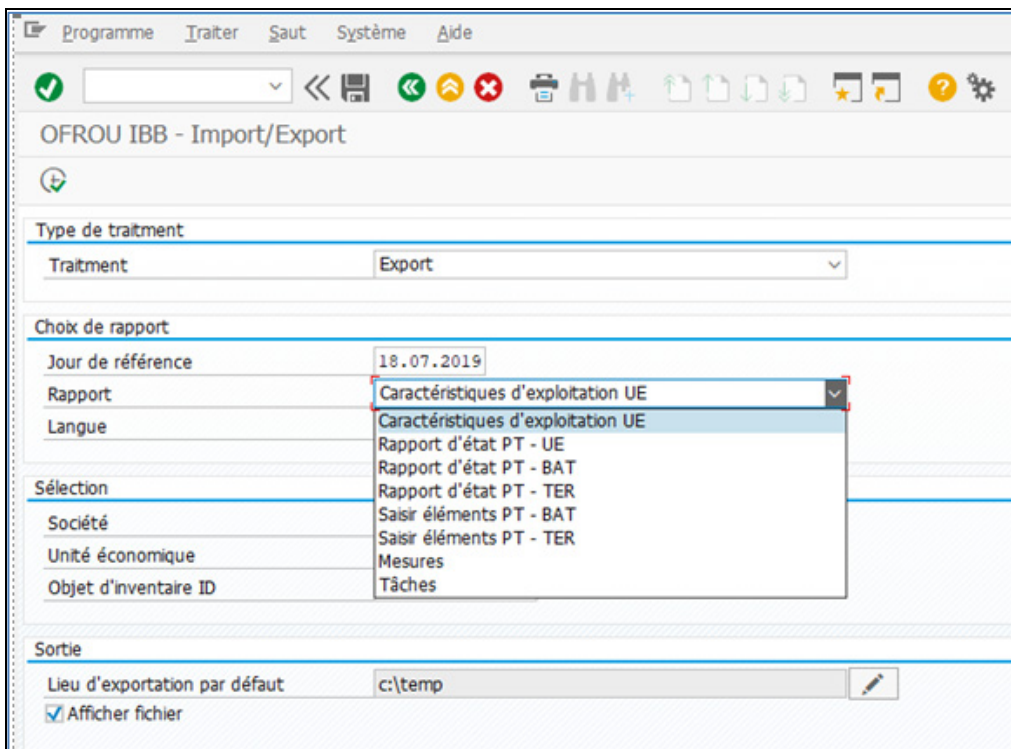 Programme Traiter Saut Système Aide
OFROU IBB - Import/Export
Type de traitment
Traitment Export
Choix de rapport
Jour de référence 18.07.2019
Rapport Caractéristiques d'exploitation UE
Langue
Caractéristiques d'exploitation UE
Rapport d'état PT - UE
Rapport d'état PT - BAT
Rapport d'état PT - TER
Saisir éléments PT - BAT
Saisir éléments PT - TER
Mesures
Tâches
Sélection
Société
Unité économique
Objet d'inventaire ID
Sortie
Lieu d'exportation par défaut c:\temp
Afficher fichier